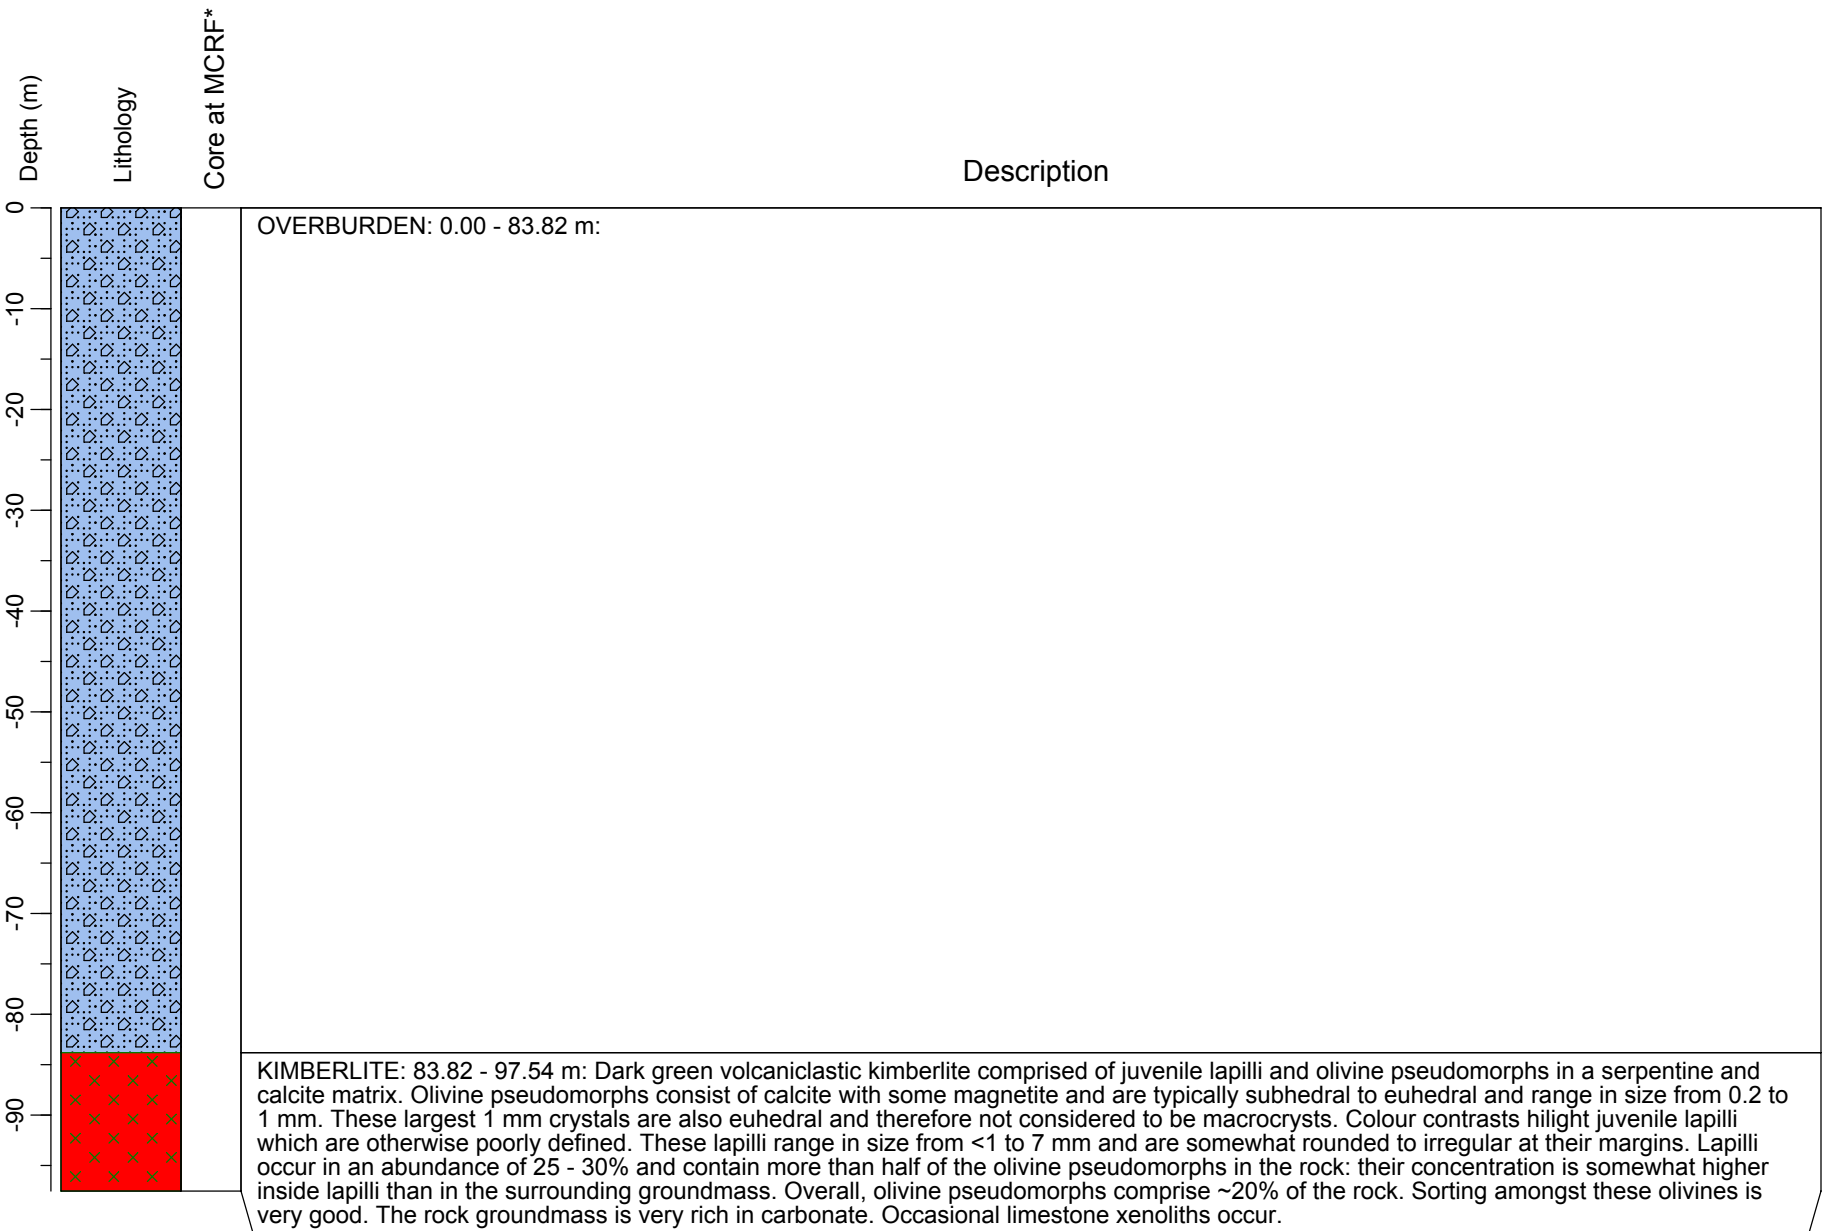 Depth (m)
Lithology
Core at MCRF*
Description
0
-10
-20
-30
-40
-50
-60
-70
-80
-90
OVERBURDEN: 0.00 - 83.82 m:
KIMBERLITE: 83.82 - 97.54 m: Dark green volcaniclastic kimberlite comprised of juvenile lapilli and olivine pseudomorphs in a serpentine and
calcite matrix. Olivine pseudomorphs consist of calcite with some magnetite and are typically subhedral to euhedral and range in size from 0.2 to
1 mm. These largest 1 mm crystals are also euhedral and therefore not considered to be macrocrysts. Colour contrasts hilight juvenile lapilli
which are otherwise poorly defined. These lapilli range in size from <1 to 7 mm and are somewhat rounded to irregular at their margins. Lapilli
occur in an abundance of 25 - 30% and contain more than half of the olivine pseudomorphs in the rock: their concentration is somewhat higher
inside lapilli than in the surrounding groundmass. Overall, olivine pseudomorphs comprise ~20% of the rock. Sorting amongst these olivines is
very good. The rock groundmass is very rich in carbonate. Occasional limestone xenoliths occur.